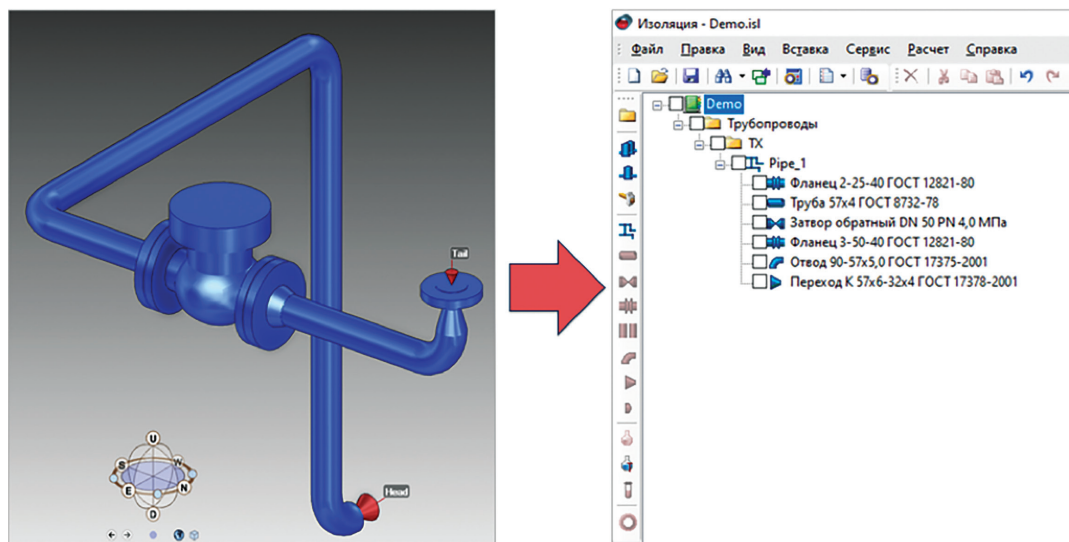 Tail
Head
U
S
W
E
N
D
Изоляция - Demo.isl
Файл Правка Вид Вставка Сервис Расчет Справка
Demo
Трубопроводы
ТХ
Pipe_1
Фланец 2-25-40 ГОСТ 12821-80
Труба 57x4 ГОСТ 8732-78
Затвор обратный DN 50 PN 4,0 МПа
Фланец 3-50-40 ГОСТ 12821-80
Отвод 90-57x5,0 ГОСТ 17375-2001
Переход К 57x6-32x4 ГОСТ 17378-2001